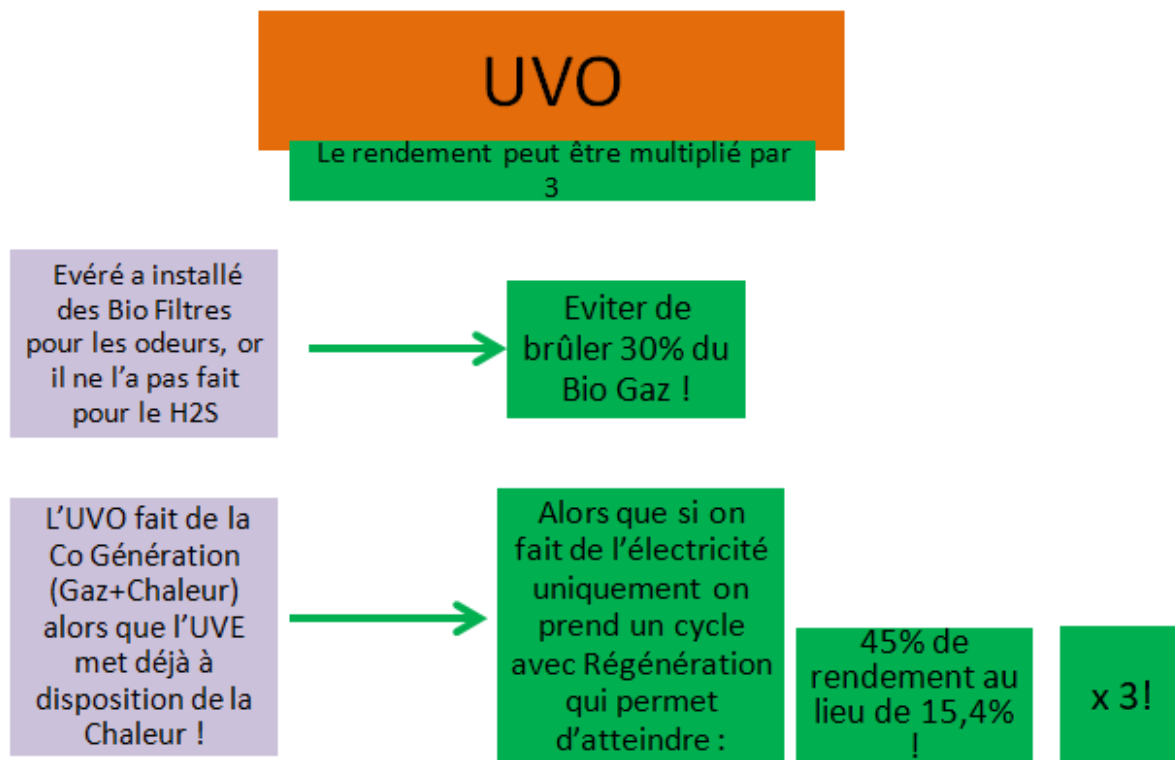 UVO
Le rendement peut être multiplié par
3
Evéré a installé
des Bio Filtres
pour les odeurs, or
il ne l'a pas fait
pour le H2S
Eviter de
brûler 30% du
Bio Gaz !
L'UVO fait de la
Co Génération
(Gaz+Chaleur)
alors que l'UVE
met déjà à
disposition de la
Chaleur !
Alors que si on
fait de l'électricité
uniquement on
prend un cycle
avec Régénération
qui permet
d'atteindre :
45% de
rendement au
lieu de 15,4%
!
x 3!